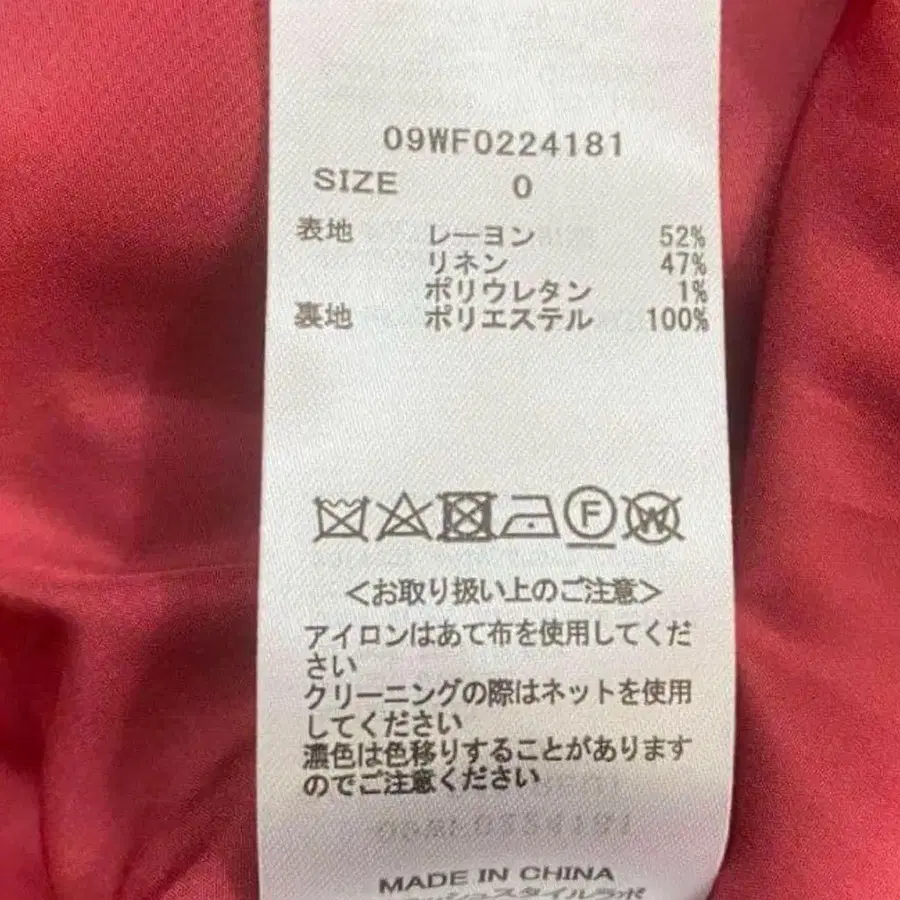 09WF0224181
SIZE 0
表地 レーヨン 52%
リネン 47%
ポリウレタン 1%
裏地 ポリエステル 100%
F W
<お取り扱い上のご注意>
アイロンはあて布を使用してくだ
さい
クリーニングの際はネットを使用
してください
濃色は色移りすることがあります
のでご注意ください
MADE IN CHINA